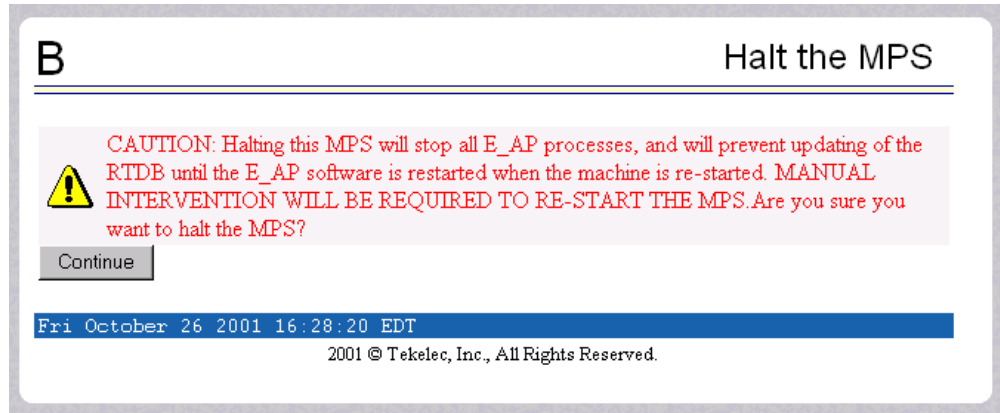 B
Halt the MPS
CAUTION: Halting this MPS will stop all E_AP processes, and will prevent updating of the
RTDB until the E_AP software is restarted when the machine is re-started. MANUAL
INTERVENTION WILL BE REQUIRED TO RE-START THE MPS.Are you sure you
want to halt the MPS?
Continue
Fri October 26 2001 16:28:20 EDT
2001 © Tekelec, Inc., All Rights Reserved.